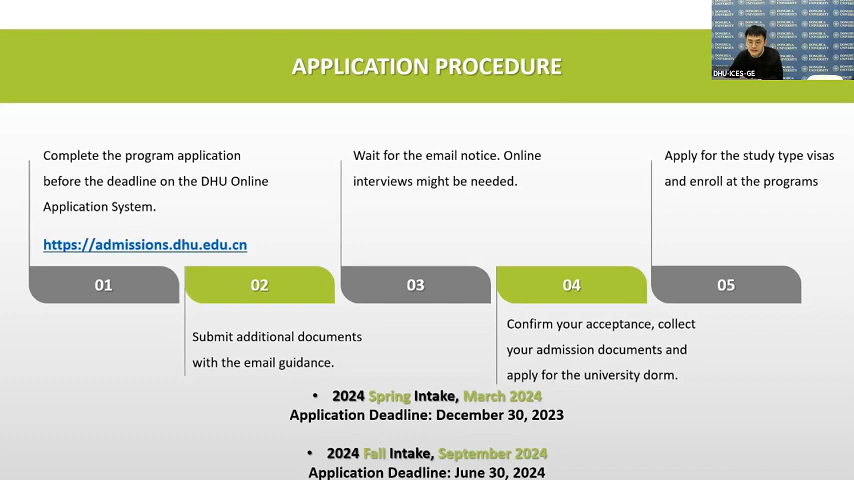 APPLICATION PROCEDURE
DHU-ICES-GE
Complete the program application
before the deadline on the DHU Online
Application System.
https://admissions.dhu.edu.cn
Wait for the email notice. Online
interviews might be needed.
Apply for the study type visas
and enroll at the programs
01
02
03
04
05
Submit additional documents
with the email guidance.
Confirm your acceptance, collect
your admission documents and
apply for the university dorm.
• 2024 Spring Intake, March 2024
Application Deadline: December 30, 2023
• 2024 Fall Intake, September 2024
Application Deadline: June 30, 2024